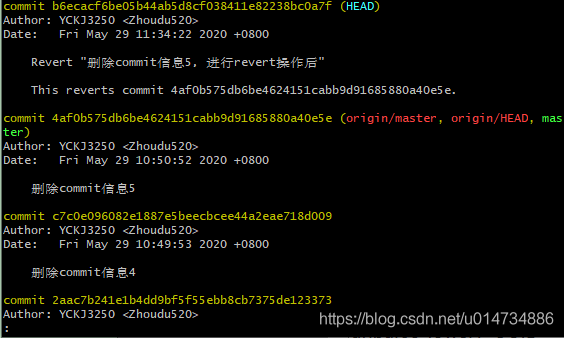 commit b6ecacf6be05b44ab5d8cf038411e82238bc0a7f (HEAD)
Author: YCKJ3250 <Zhoudu520>
Date:   Fri May 29 11:34:22 2020 +0800
Revert "删除commit信息5, 进行revert操作后"
This reverts commit 4af0b575db6be4624151cabb9d91685880a40e5e.
commit 4af0b575db6be4624151cabb9d91685880a40e5e (origin/master, origin/HEAD, mas
ter)
Author: YCKJ3250 <Zhoudu520>
Date:   Fri May 29 10:50:52 2020 +0800
删除commit信息5
commit c7c0e096082e1887e5beecbcee44a2eae718d009
Author: YCKJ3250 <Zhoudu520>
Date:   Fri May 29 10:49:53 2020 +0800
删除commit信息4
commit 2aac7b241e1b4dd9bf5f55ebb8cb7375de123373
Author: YCKJ3250 <Zhoudu520>
https://blog.csdn.net/u014734886
: